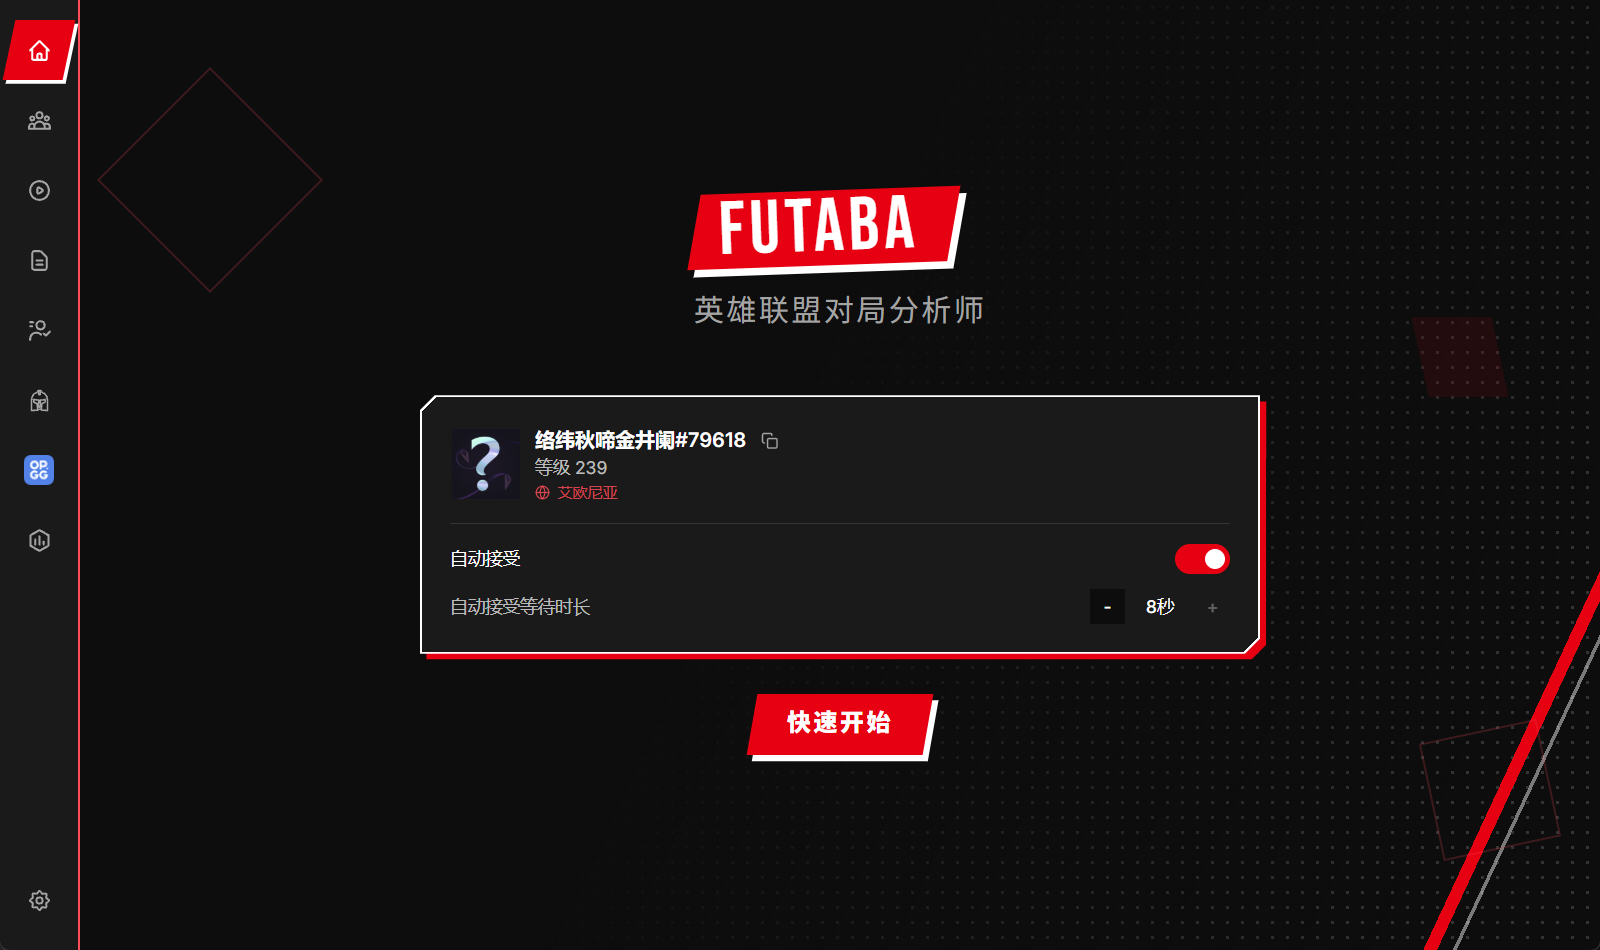 FUTABA
英雄联盟对局分析师
络纬秋啼金井阑#79618
等级 239
艾欧尼亚
自动接受
自动接受等待时长
- 8秒 +
快速开始
OP.GG